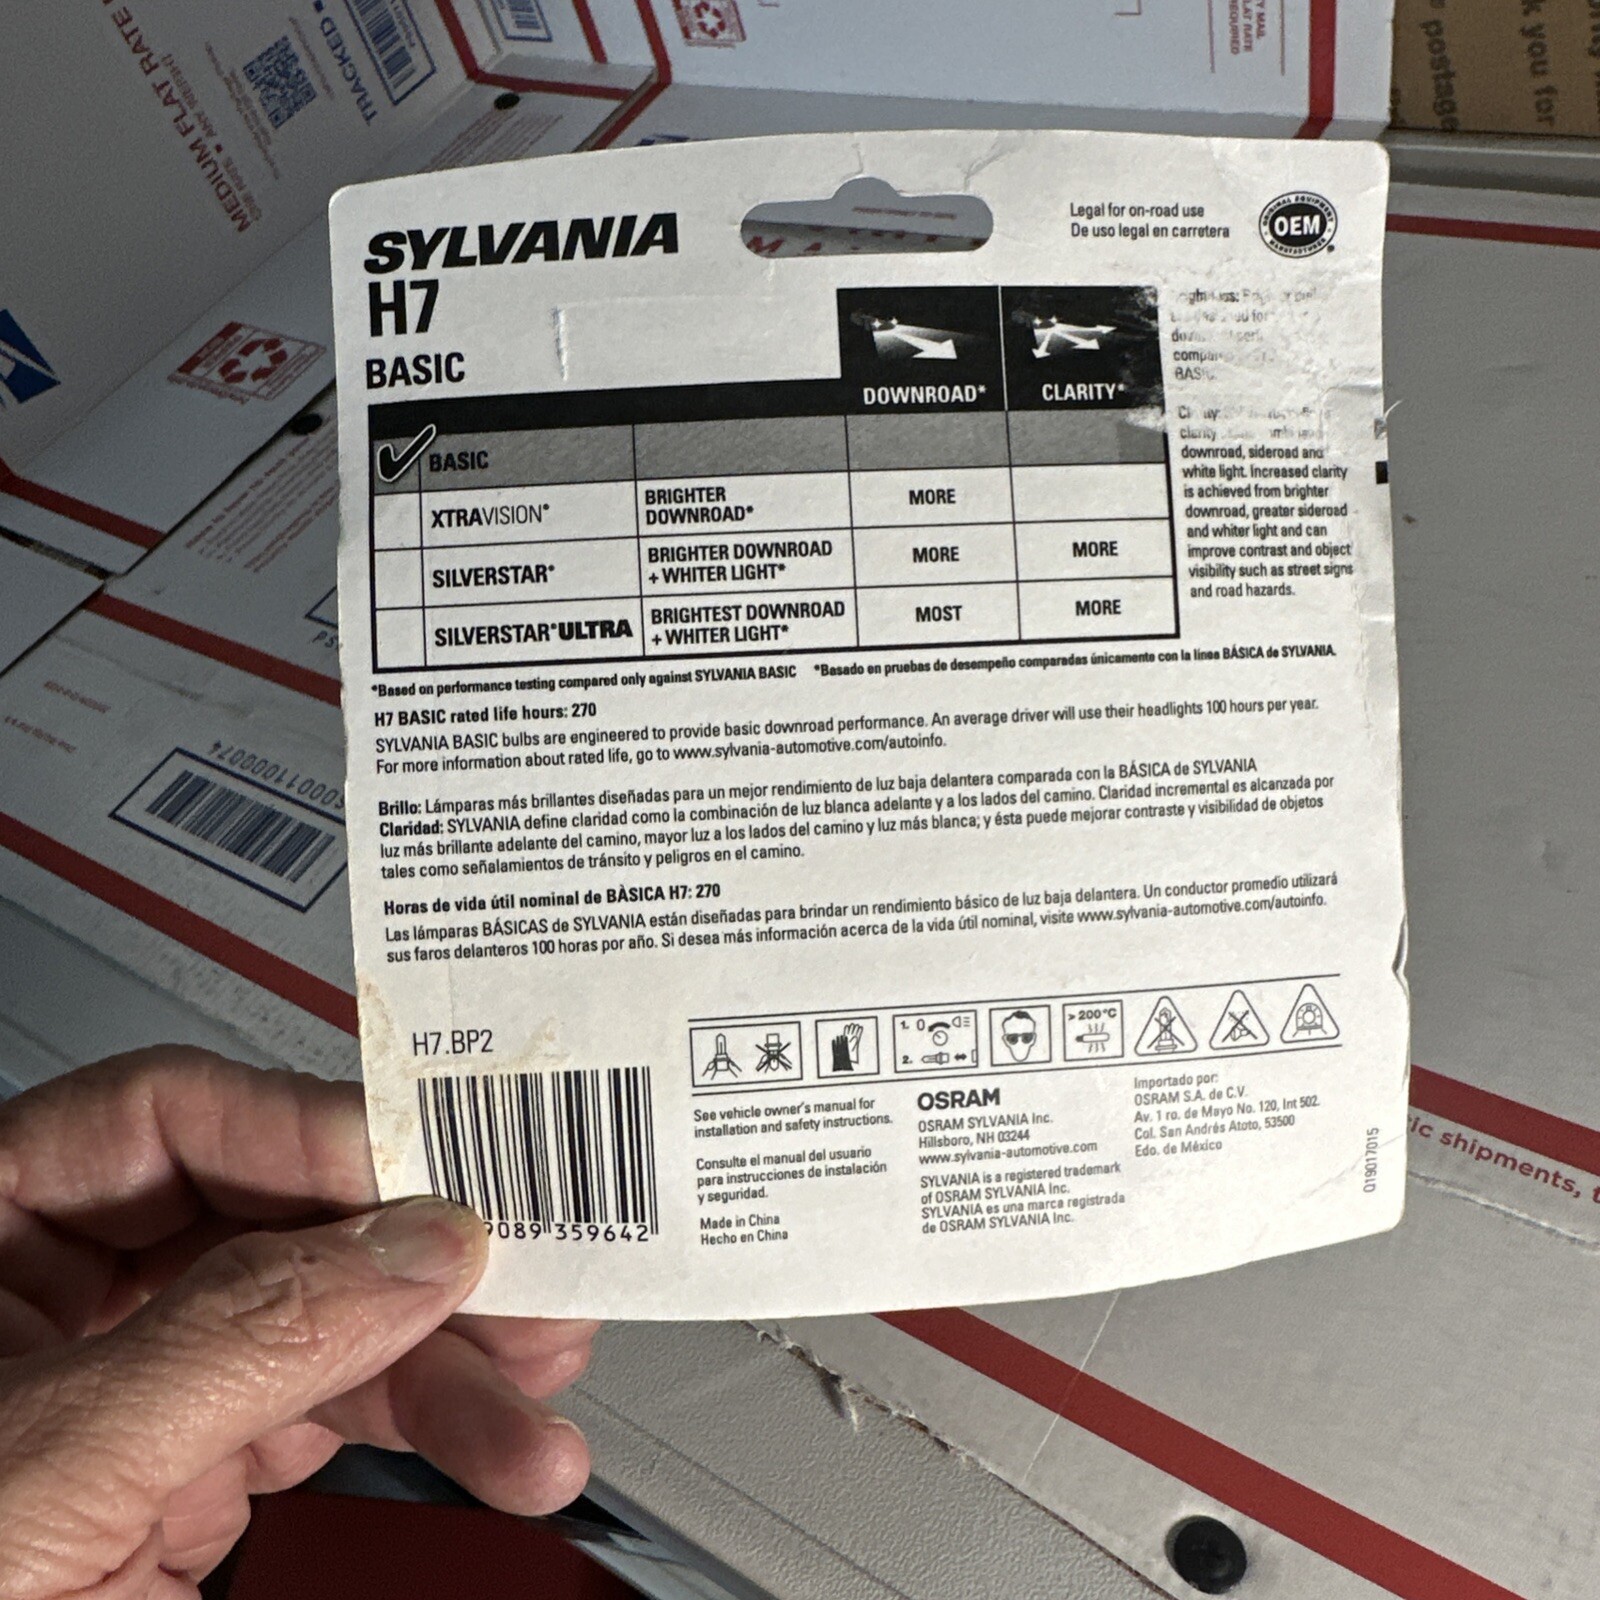 MEDIUM FLAT RATE
ANY WEIGHT
TRACKED
MAIL
FLAT RATE
REQUIRED
postage
k you for
SYLVANIA
H7
BASIC
Legal for on-road use
De uso legal en carretera
ORIGINAL EQUIPMENT
OEM
MANUFACTURER
DOWNROAD*
CLARITY*
BASIC
XTRAVISION®
BRIGHTER
DOWNROAD*
MORE
SILVERSTAR®
BRIGHTER DOWNROAD
+ WHITER LIGHT*
MORE
MORE
SILVERSTAR®ULTRA
BRIGHTEST DOWNROAD
+ WHITER LIGHT*
MOST
MORE
BASIC
clarity
downroad, sideroad and
white light. Increased clarity
is achieved from brighter
downroad, greater sideroad
and whiter light and can
improve contrast and object
visibility such as street signs
and road hazards.
*Based on performance testing compared only against SYLVANIA BASIC *Basado en pruebas de desempeño comparadas únicamente con la línea BÁSICA de SYLVANIA.
H7 BASIC rated life hours: 270
SYLVANIA BASIC bulbs are engineered to provide basic downroad performance. An average driver will use their headlights 100 hours per year.
For more information about rated life, go to www.sylvania-automotive.com/autoinfo.
Brillo: Lámparas más brillantes diseñadas para un mejor rendimiento de luz baja delantera comparada con la BÁSICA de SYLVANIA
Claridad: SYLVANIA define claridad como la combinación de luz blanca adelante y a los lados del camino. Claridad incremental es alcanzada por
luz más brillante adelante del camino, mayor luz a los lados del camino y luz más blanca; y ésta puede mejorar contraste y visibilidad de objetos
tales como señalamientos de tránsito y peligros en el camino.
Horas de vida útil nominal de BÀSICA H7: 270
Las lámparas BÁSICAS de SYLVANIA están diseñadas para brindar un rendimiento básico de luz baja delantera. Un conductor promedio utilizará
sus faros delanteros 100 horas por año. Si desea más información acerca de la vida útil nominal, visite www.sylvania-automotive.com/autoinfo.
H7.BP2
1. 0
2.
>200°C
9089 359642
See vehicle owner's manual for
installation and safety instructions.
Consulte el manual del usuario
para instrucciones de instalación
y seguridad.
Made in China
Hecho en China
OSRAM
OSRAM SYLVANIA Inc.
Hillsboro, NH 03244
www.sylvania-automotive.com
SYLVANIA is a registered trademark
of OSRAM SYLVANIA Inc.
SYLVANIA es una marca registrada
de OSRAM SYLVANIA Inc.
Importado por:
OSRAM S.A. de C.V.
Av. 1 ro. de Mayo No. 120, Int 502
Col. San Andrés Atoto, 53500
Edo. de México
Q19017015
ic shipments, t